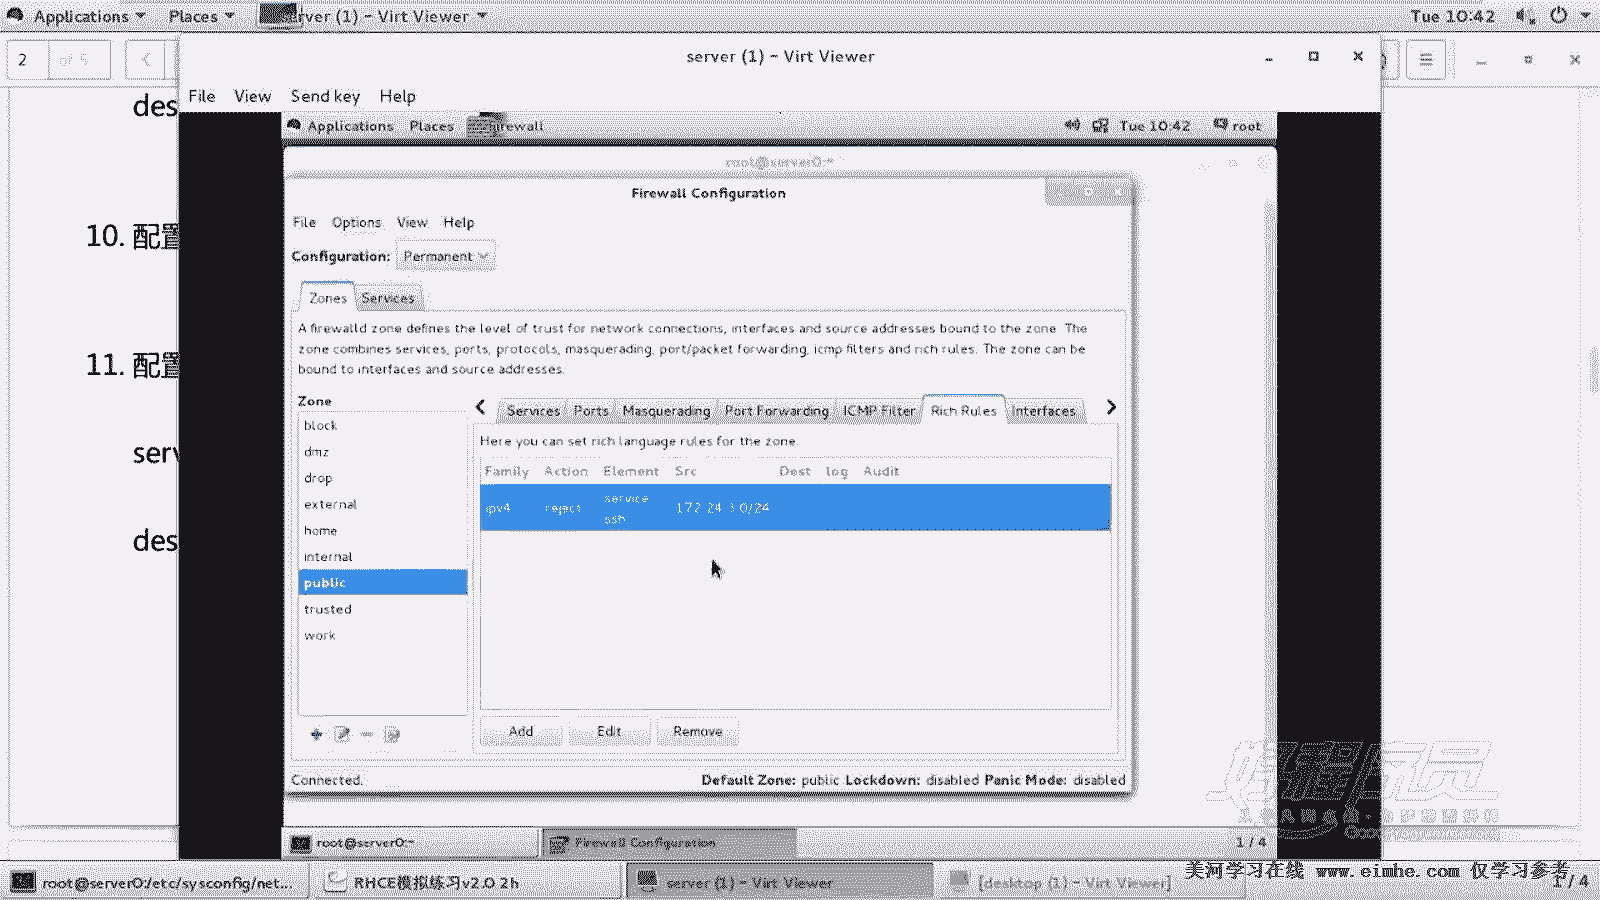 Applications Places server (1) - Virt Viewer Tue 10:42
2 of 5
server (1) - Virt Viewer
File View Send key Help
des
Applications Places Firewall Tue 10:42 root
root@server0:~
Firewall Configuration
File Options View Help
10. 配置
Configuration: Permanent
Zones Services
A firewalld zone defines the level of trust for network connections, interfaces and source addresses bound to the zone. The
zone combines services, ports, protocols, masquerading, port/packet forwarding, icmp filters and rich rules. The zone can be
bound to interfaces and source addresses.
11. 配置
Zone
Services Ports Masquerading Port Forwarding ICMP Filter Rich Rules Interfaces
block
Here you can set rich language rules for the zone.
dmz
serv
Family Action Element Src Dest log Audit
drop
external
ipv4 reject service ssh 172.24.3.0/24
home
des
internal
public
trusted
work
Add Edit Remove
Connected.
Default Zone: public Lockdown: disabled Panic Mode: disabled
好程序员
root@server0:~ Firewall Configuration 1 / 4
root@server0:/etc/sysconfig/net... RHCE模拟练习v2.0 2h server (1) - Virt Viewer [desktop (1) - Virt Viewer] 1 / 4
美河学习在线 www.eimhe.com 仅学习参考